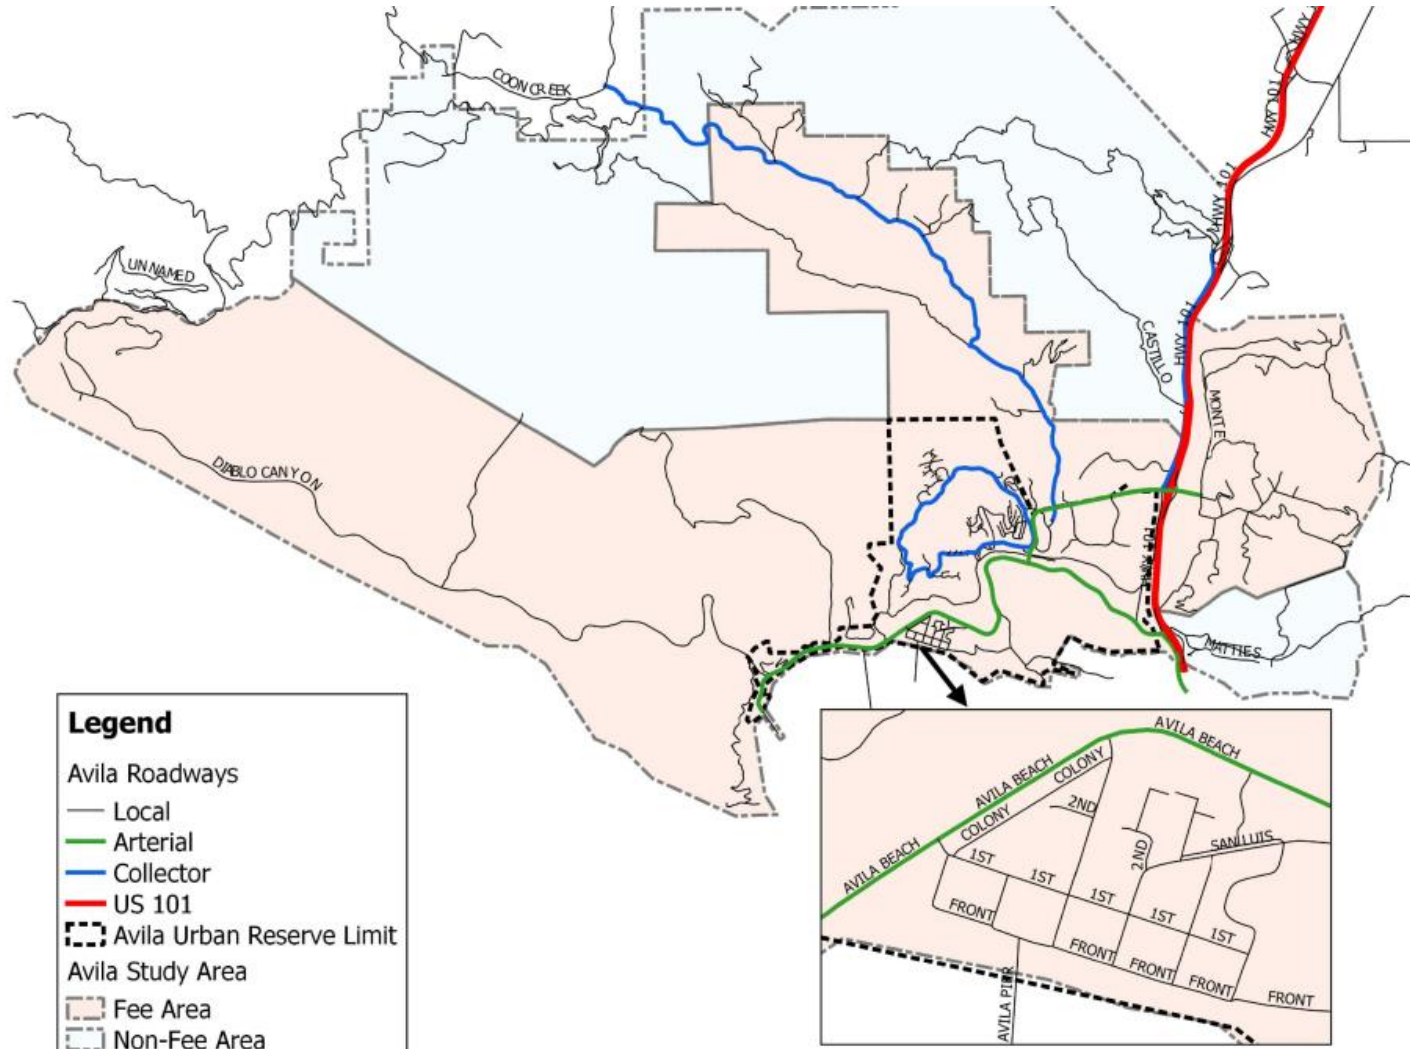 HWY 101
COON CREEK
HWY 101
HWY 101
UNNAMED
HWY 101
CASTILLO
MONTE
DIABLO CANYON
HWY 101
MATTIES
Legend
Avila Roadways
Local
Arterial
Collector
US 101
Avila Urban Reserve Limit
Avila Study Area
Fee Area
Non-Fee Area
AVILA BEACH
AVILA BEACH
AVILA BEACH
COLONY
COLONY
2ND
2ND
SAN LUIS
1ST
1ST
1ST
1ST
1ST
FRONT
FRONT
FRONT
FRONT
FRONT
AVILA PIER